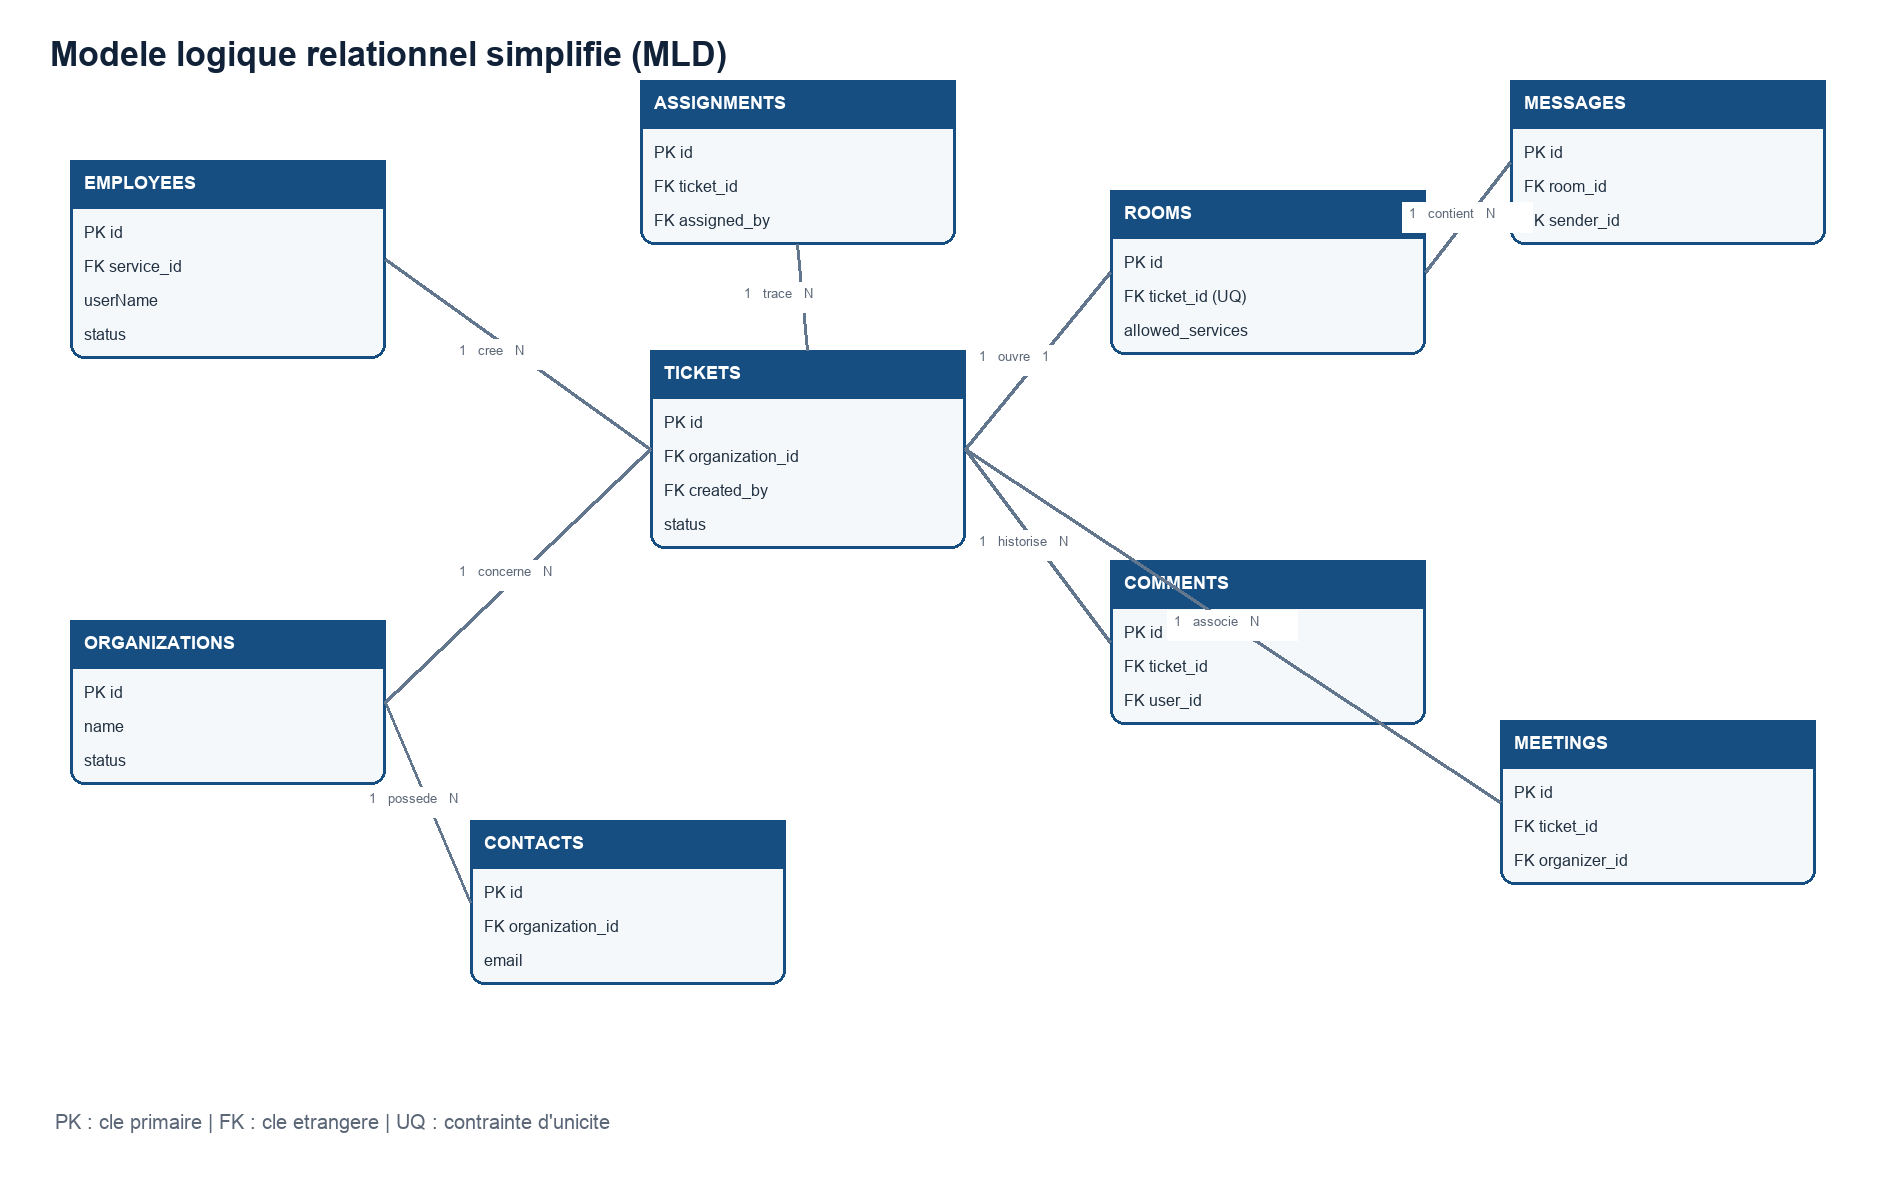 Modele logique relationnel simplifie (MLD)
ASSIGNMENTS
PK id
FK ticket_id
FK assigned_by
MESSAGES
PK id
FK room_id
K sender_id
EMPLOYEES
PK id
FK service_id
userName
status
ROOMS
PK id
FK ticket_id (UQ)
allowed_services
1 contient N
1 trace N
1 cree N
1 ouvre 1
TICKETS
PK id
FK organization_id
FK created_by
status
1 historise N
1 concerne N
COMMENTS
PK id
FK ticket_id
FK user_id
1 associe N
ORGANIZATIONS
PK id
name
status
1 possede N
MEETINGS
PK id
FK ticket_id
FK organizer_id
CONTACTS
PK id
FK organization_id
email
PK : cle primaire | FK : cle etrangere | UQ : contrainte d'unicite